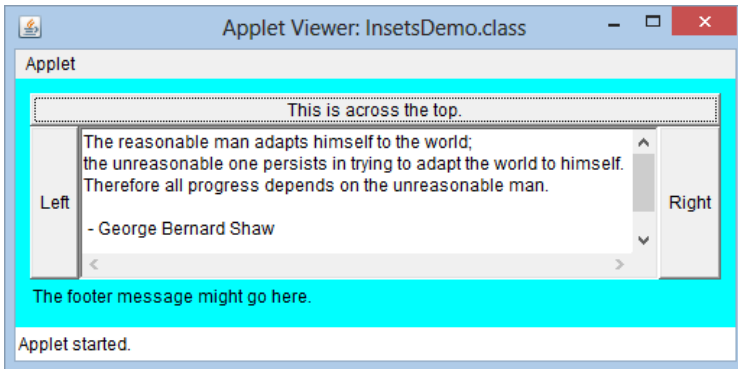 Applet Viewer: InsetsDemo.class
Applet
This is across the top.
Left
The reasonable man adapts himself to the world;
the unreasonable one persists in trying to adapt the world to himself.
Therefore all progress depends on the unreasonable man.
- George Bernard Shaw
Right
The footer message might go here.
Applet started.